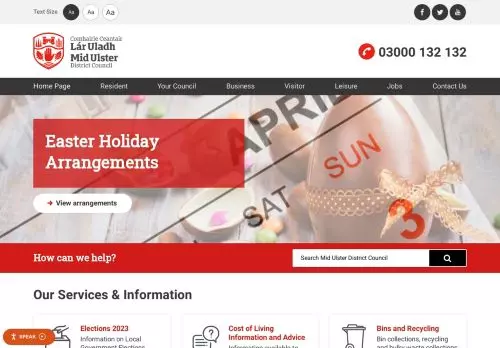 Text Size Aa Aa Aa
Comhairle Ceantair
Lár Uladh
Mid Ulster
District Council
03000 132 132
Home Page Resident Your Council Business Visitor Leisure Jobs Contact Us
APRIL
SUN
SAT
3
Easter Holiday
Arrangements
View arrangements
How can we help?
Search Mid Ulster District Council
Our Services & Information
Elections 2023
Information on Local
Government Elections
Cost of Living
Information and Advice
Information available to
Bins and Recycling
Bin collections, recycling
and bulky waste collections
SPEAK